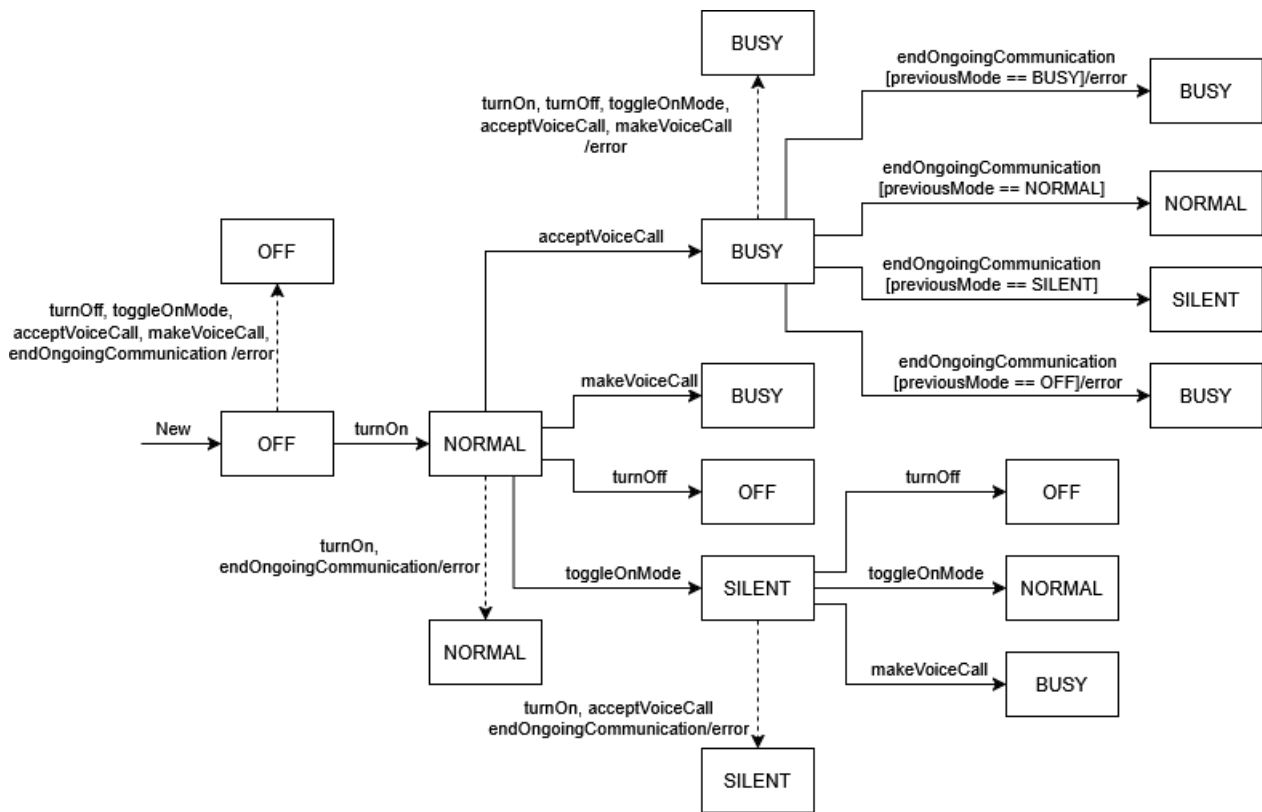 BUSY
endOngoingCommunication
[previousMode == BUSY]/error
BUSY
turnOn, turnOff, toggleOnMode,
acceptVoiceCall, makeVoiceCall
/error
endOngoingCommunication
[previousMode == NORMAL]
NORMAL
OFF
acceptVoiceCall
BUSY
endOngoingCommunication
[previousMode == SILENT]
SILENT
turnOff, toggleOnMode,
acceptVoiceCall, makeVoiceCall,
endOngoingCommunication /error
endOngoingCommunication
[previousMode == OFF]/error
BUSY
makeVoiceCall
BUSY
New
OFF
turnOn
NORMAL
turnOff
OFF
turnOff
OFF
turnOn,
endOngoingCommunication/error
toggleOnMode
SILENT
toggleOnMode
NORMAL
NORMAL
makeVoiceCall
BUSY
turnOn, acceptVoiceCall
endOngoingCommunication/error
SILENT